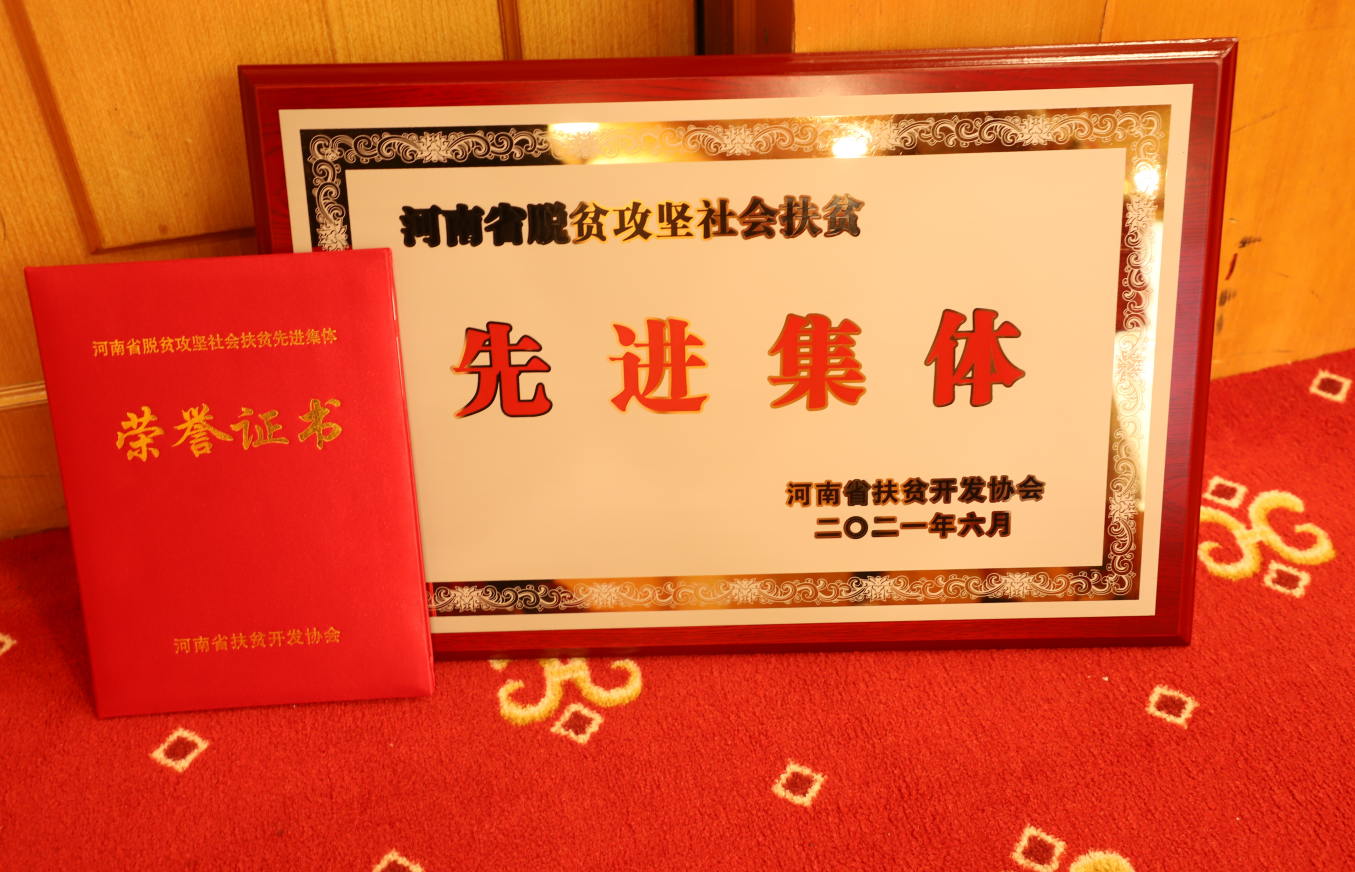 河南省脱贫攻坚社会扶贫
先进集体
河南省扶贫开发协会
二〇二一年六月
河南省脱贫攻坚社会扶贫先进集体
荣誉证书
河南省扶贫开发协会